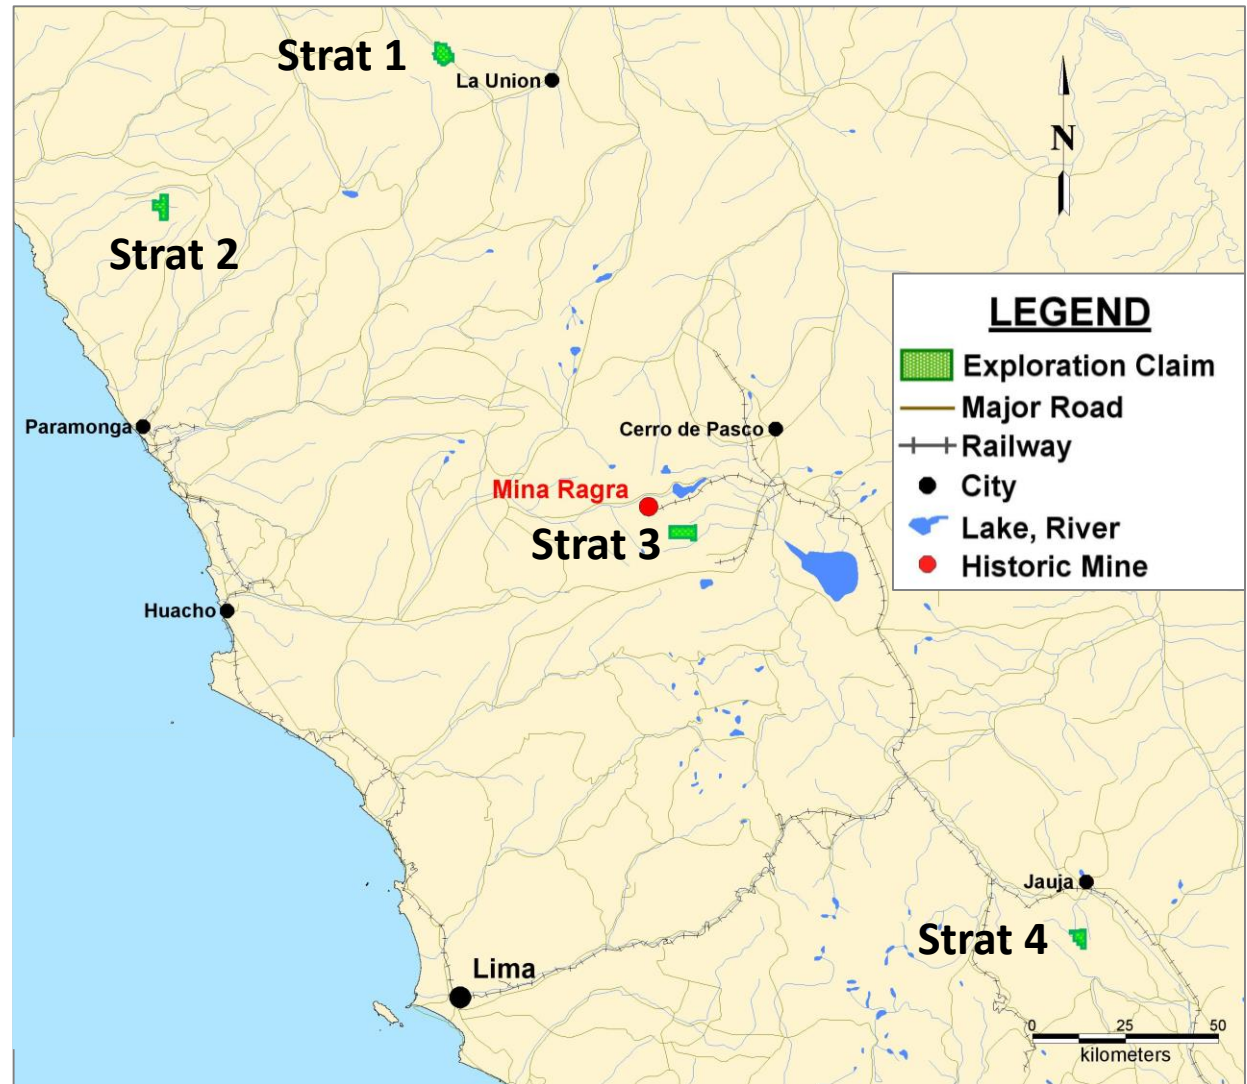 Strat 1
La Union
N
Strat 2
LEGEND
Exploration Claim
Major Road
Railway
City
Lake, River
Historic Mine
Paramonga
Cerro de Pasco
Mina Ragra
Strat 3
Huacho
Jauja
Strat 4
Lima
0 25 50
kilometers